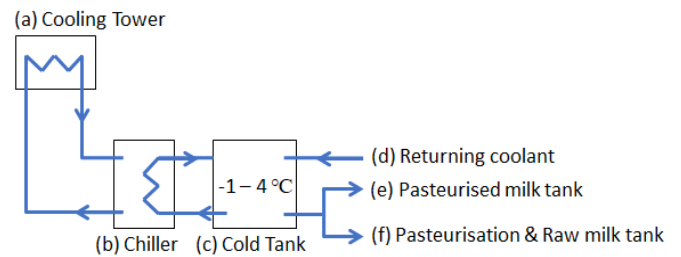 (a) Cooling Tower
-1– 4 °C
(d) Returning coolant
(e) Pasteurised milk tank
(f) Pasteurisation & Raw milk tank
(b) Chiller (c) Cold Tank